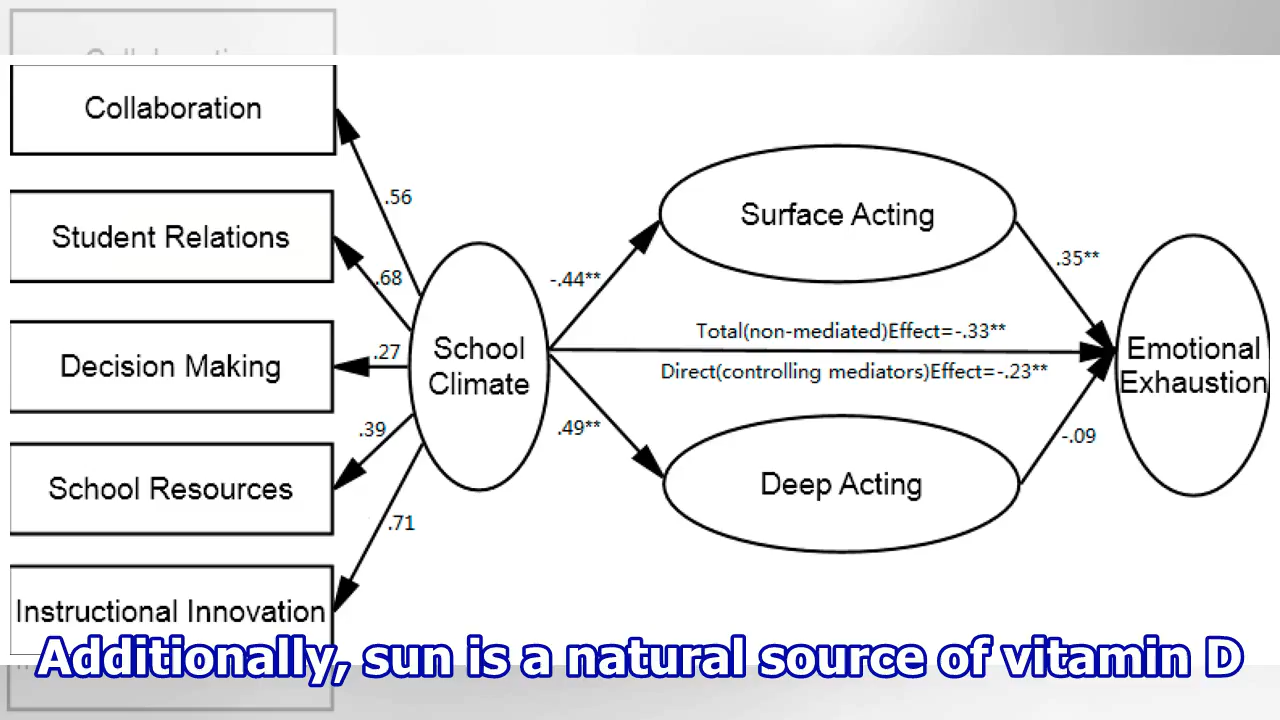 Collaboration
.56
Student Relations
.68
Surface Acting
-.44**
.35**
Total(non-mediated)Effect=-.33**
Decision Making
.27
School
Climate
Emotional
Exhaustion
Direct(controlling mediators)Effect=-.23**
.39
.49**
-.09
School Resources
Deep Acting
.71
Instructional Innovation
Additionally, sun is a natural source of vitamin D